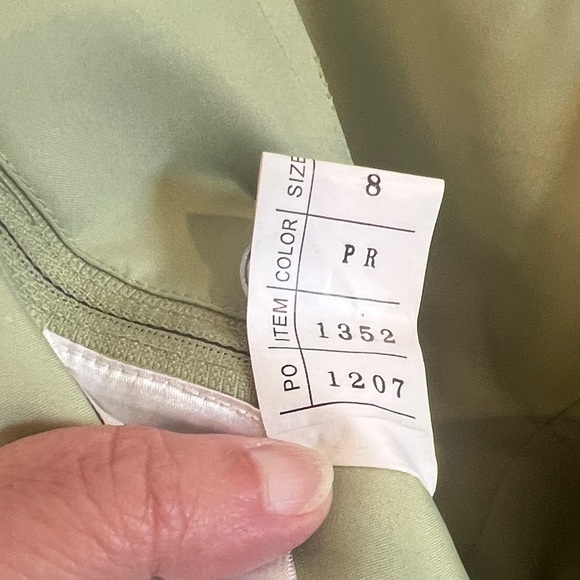 SIZE 8
COLOR PR
ITEM 1352
PO 1207